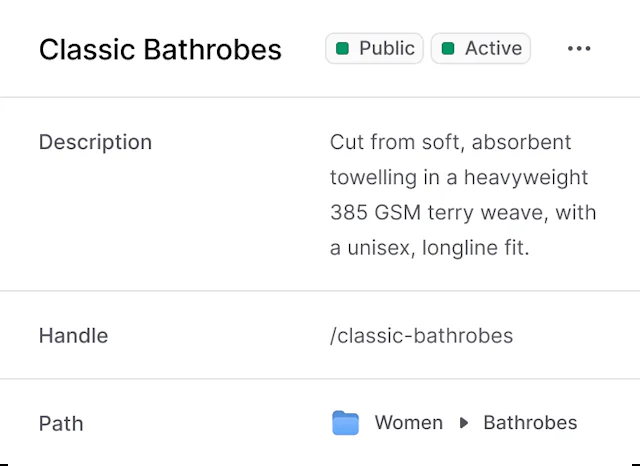 Classic Bathrobes Public Active
Description
Cut from soft, absorbent
towelling in a heavyweight
385 GSM terry weave, with
a unisex, longline fit.
Handle /classic-bathrobes
Path Women Bathrobes